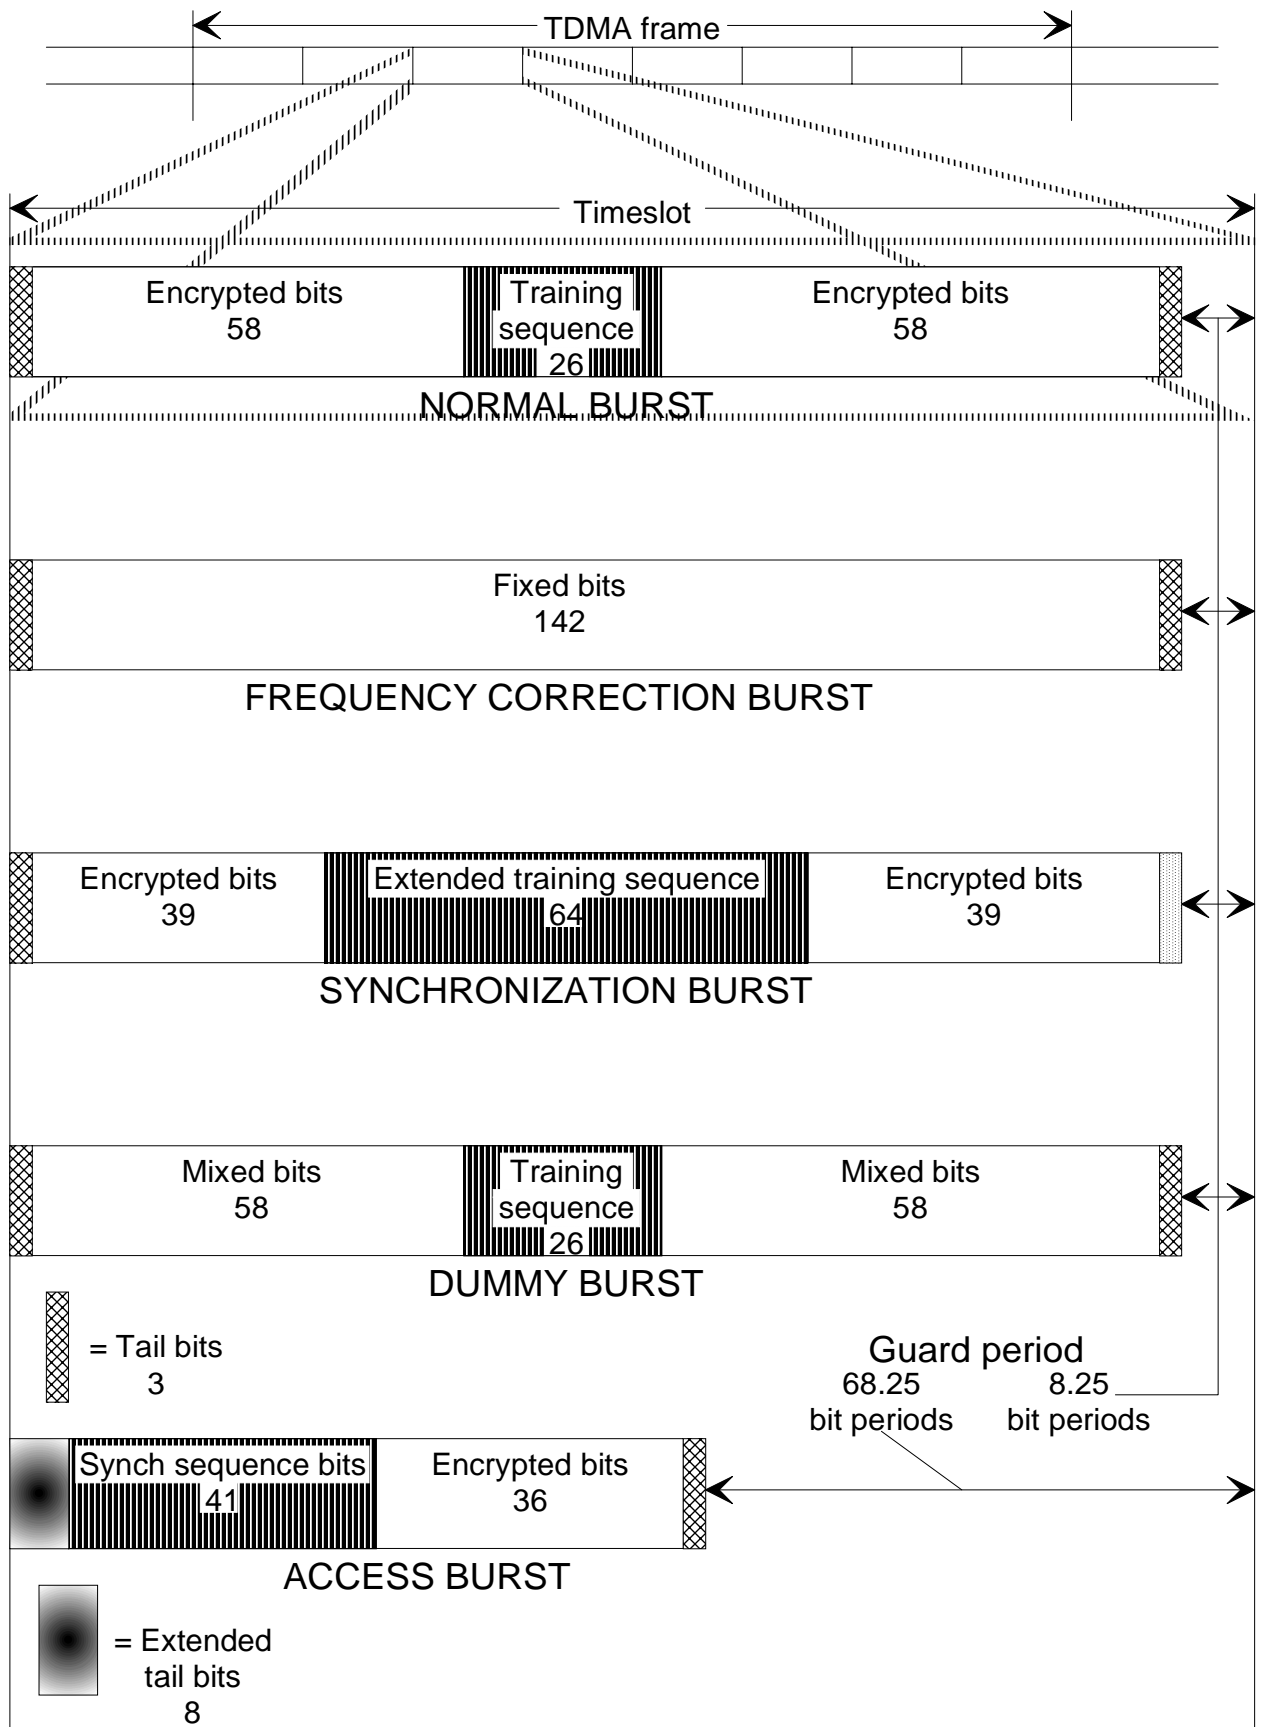 TDMA frame
Timeslot
Encrypted bits
58
Training
sequence
26
Encrypted bits
58
NORMAL BURST
Fixed bits
142
FREQUENCY CORRECTION BURST
Encrypted bits
39
Extended training sequence
64
Encrypted bits
39
SYNCHRONIZATION BURST
Mixed bits
58
Training
sequence
26
Mixed bits
58
DUMMY BURST
= Tail bits
3
Guard period
68.25
bit periods
8.25
bit periods
Synch sequence bits
41
Encrypted bits
36
ACCESS BURST
= Extended
tail bits
8